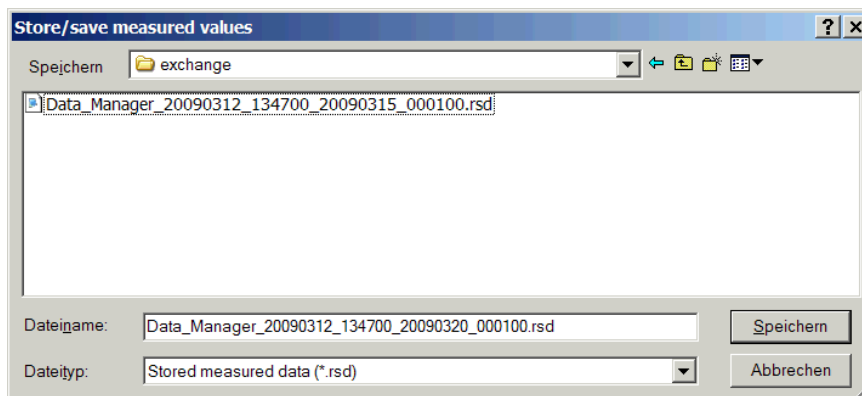 Store/save measured values
Speichern exchange
Data_Manager_20090312_134700_20090315_000100.rsd
Dateiname: Data_Manager_20090312_134700_20090320_000100.rsd Speichern
Dateityp: Stored measured data (*.rsd) Abbrechen